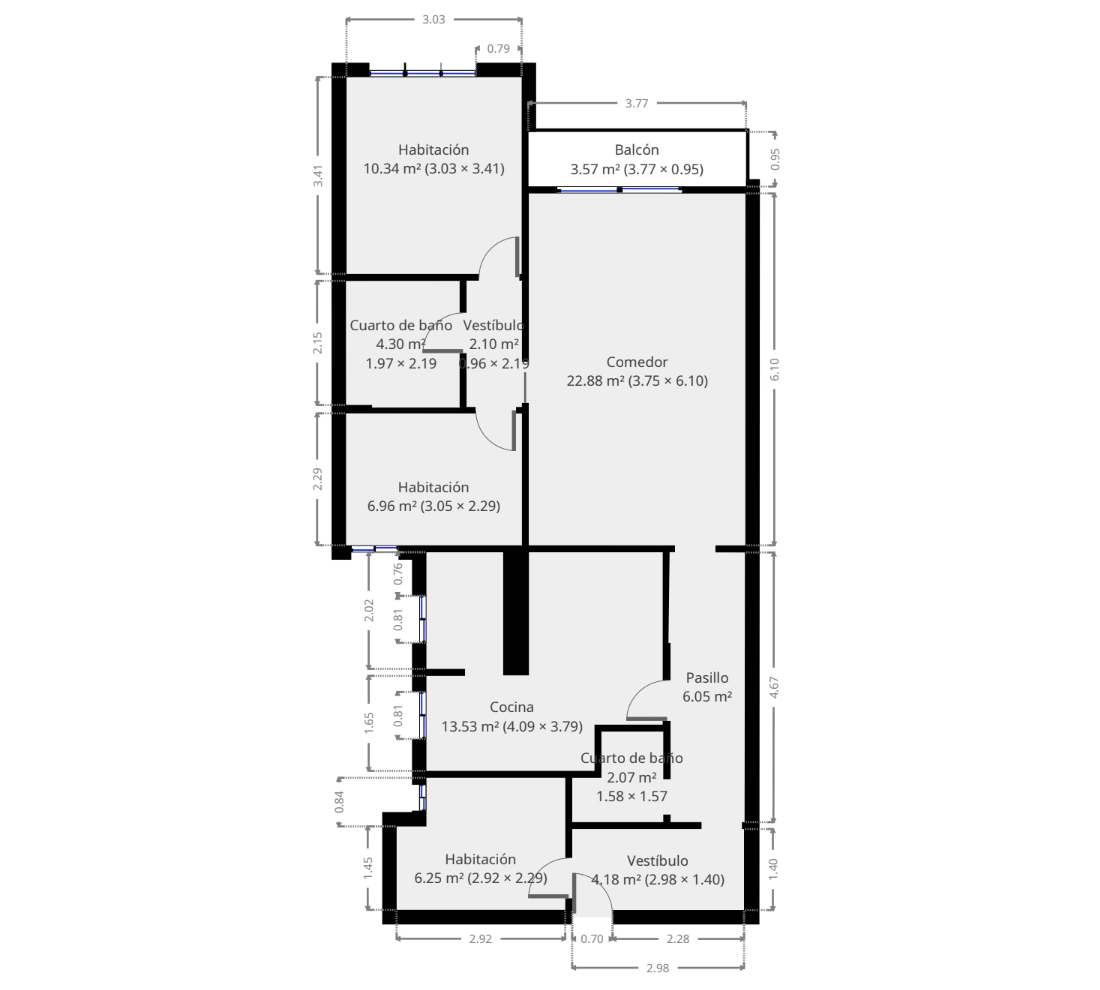 3.03
0.79
3.77
Habitación
10.34 m² (3.03 × 3.41)
Balcón
3.57 m² (3.77 × 0.95)
0.95
3.41
Cuarto de baño
4.30 m²
1.97 × 2.19
Vestíbulo
2.10 m²
0.96 × 2.19
2.15
Comedor
22.88 m² (3.75 × 6.10)
6.10
Habitación
6.96 m² (3.05 × 2.29)
2.29
0.76
2.02
0.81
Pasillo
6.05 m²
4.67
Cocina
13.53 m² (4.09 × 3.79)
1.65
0.81
Cuarto de baño
2.07 m²
1.58 × 1.57
0.84
Habitación
6.25 m² (2.92 × 2.29)
Vestíbulo
4.18 m² (2.98 × 1.40)
1.45
1.40
2.92
0.70
2.28
2.98